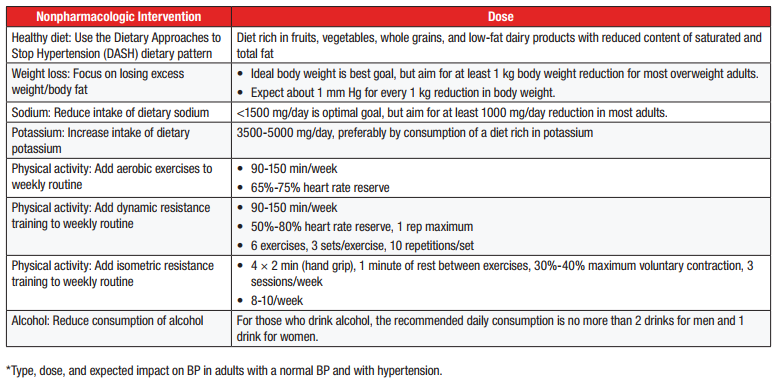 Nonpharmacologic Intervention
Dose
Healthy diet: Use the Dietary Approaches to
Stop Hypertension (DASH) dietary pattern
Diet rich in fruits, vegetables, whole grains, and low-fat dairy products with reduced content of saturated and
total fat
Weight loss: Focus on losing excess
weight/body fat
• Ideal body weight is best goal, but aim for at least 1 kg body weight reduction for most overweight adults.
• Expect about 1 mm Hg for every 1 kg reduction in body weight.
Sodium: Reduce intake of dietary sodium
<1500 mg/day is optimal goal, but aim for at least 1000 mg/day reduction in most adults.
Potassium: Increase intake of dietary
potassium
3500-5000 mg/day, preferably by consumption of a diet rich in potassium
Physical activity: Add aerobic exercises to
weekly routine
• 90-150 min/week
• 65%-75% heart rate reserve
Physical activity: Add dynamic resistance
training to weekly routine
• 90-150 min/week
• 50%-80% heart rate reserve, 1 rep maximum
• 6 exercises, 3 sets/exercise, 10 repetitions/set
Physical activity: Add isometric resistance
training to weekly routine
• 4 × 2 min (hand grip), 1 minute of rest between exercises, 30%-40% maximum voluntary contraction, 3
sessions/week
• 8-10/week
Alcohol: Reduce consumption of alcohol
For those who drink alcohol, the recommended daily consumption is no more than 2 drinks for men and 1
drink for women.
*Type, dose, and expected impact on BP in adults with a normal BP and with hypertension.